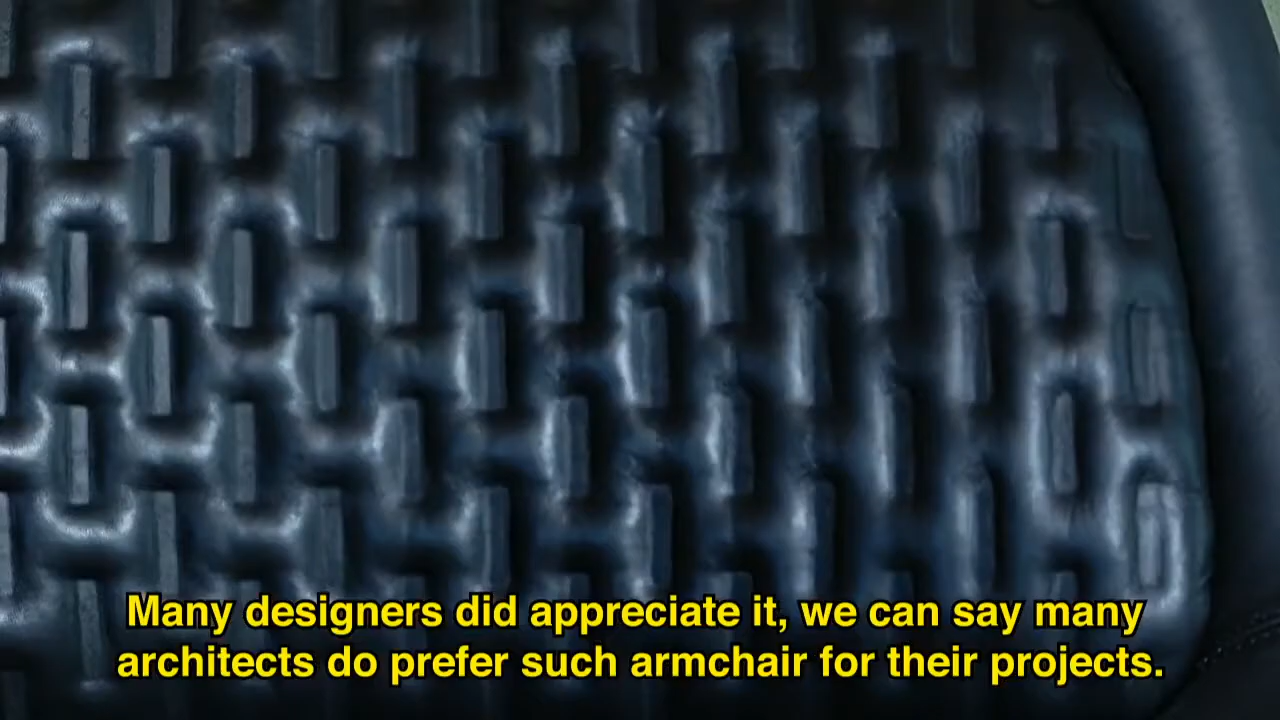 Many designers did appreciate it, we can say many
architects do prefer such armchair for their projects.